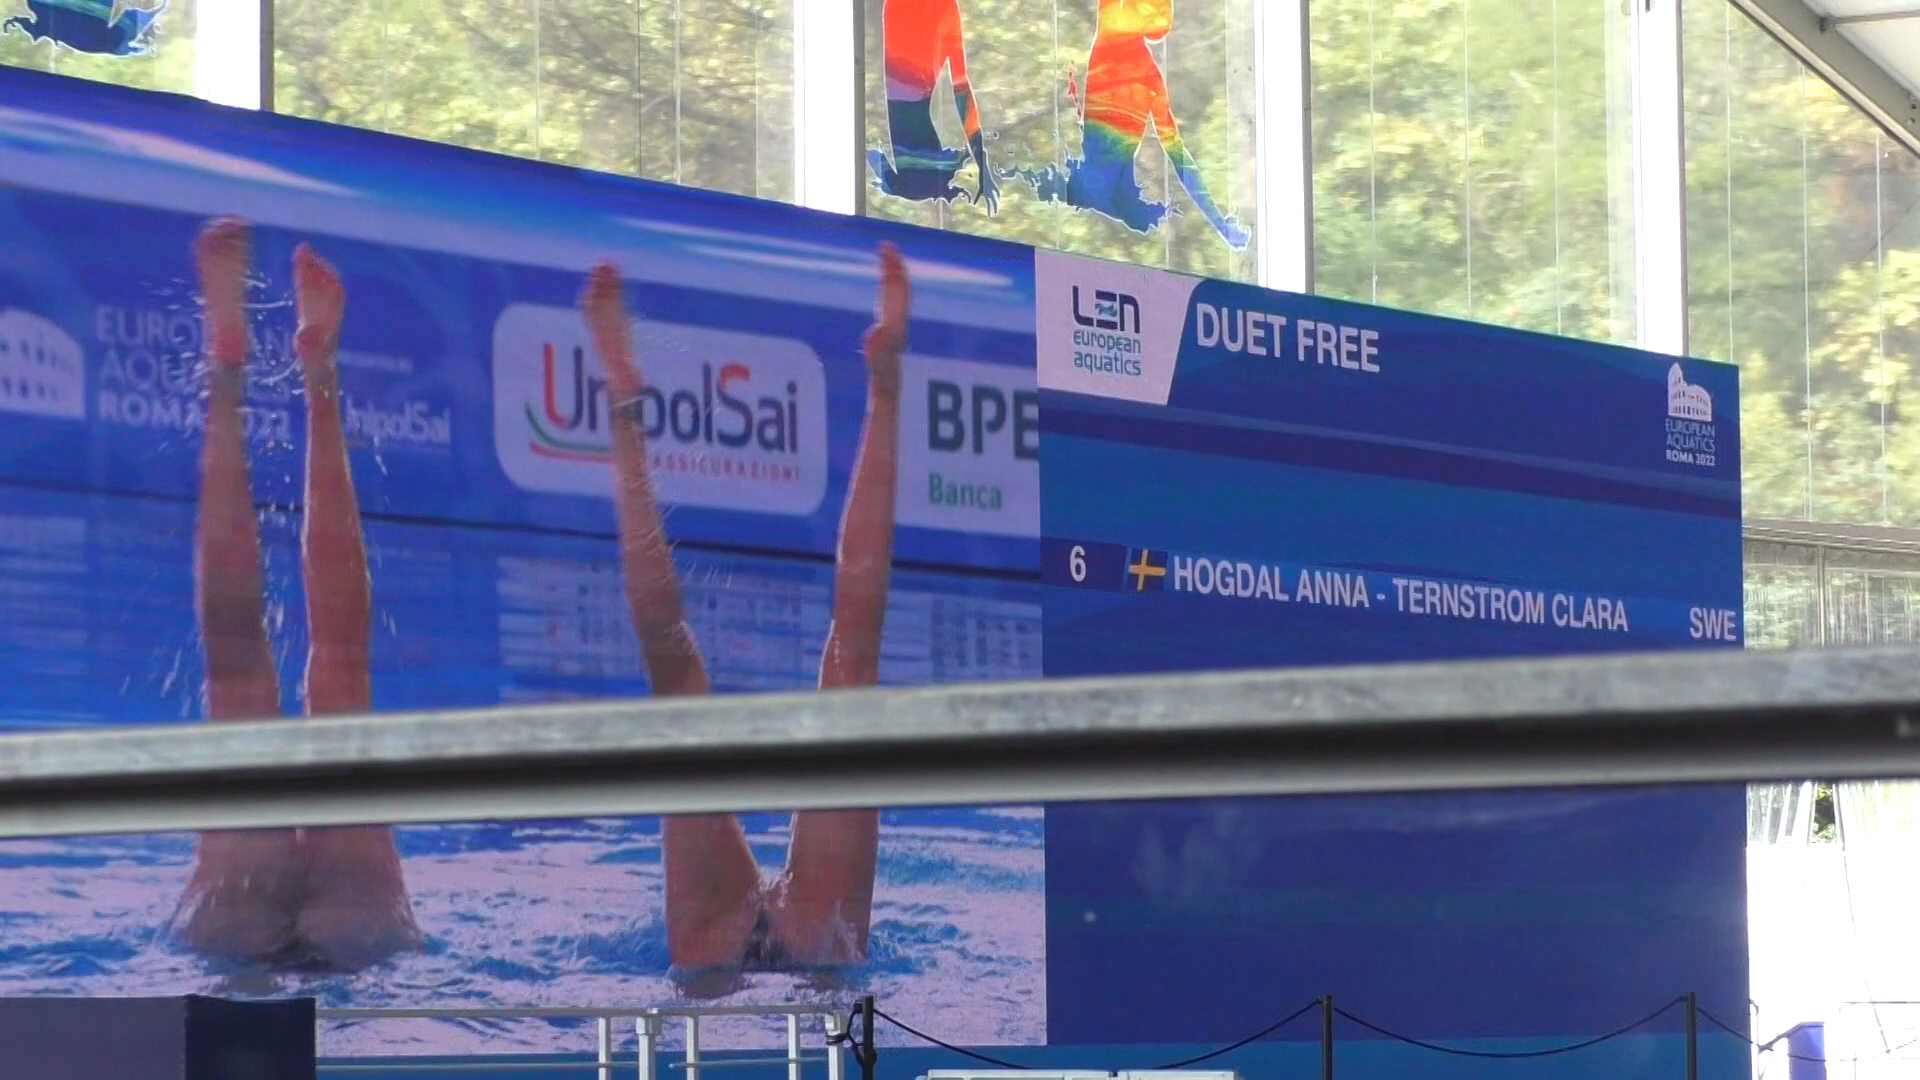 EUROPEAN
AQUATICS
ROMA 2022
UnipolSai
UnipolSai
ASSICURAZIONI
BPE
Banca
LEN
european
aquatics
DUET FREE
EUROPEAN
AQUATICS
ROMA 2022
6 HOGDAL ANNA - TERNSTROM CLARA SWE